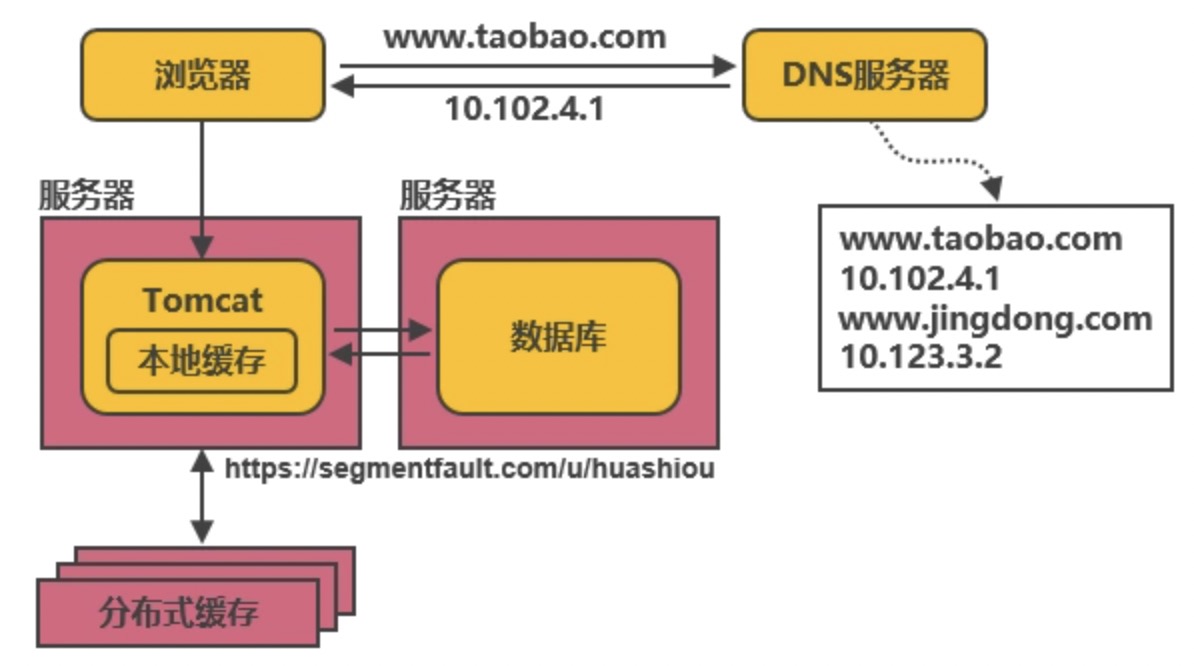 www.taobao.com
浏览器
DNS服务器
10.102.4.1
服务器
服务器
www.taobao.com
10.102.4.1
www.jingdong.com
10.123.3.2
Tomcat
本地缓存
数据库
https://segmentfault.com/u/huashiou
分布式缓存